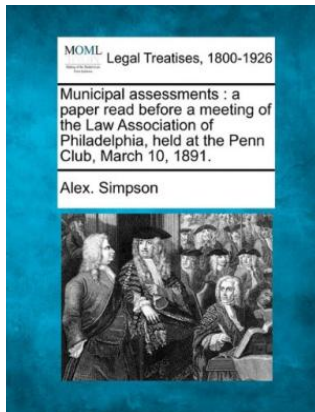 MOML Legal Treatises, 1800-1926
Municipal assessments : a
paper read before a meeting of
the Law Association of
Philadelphia, held at the Penn
Club, March 10, 1891.
Alex. Simpson